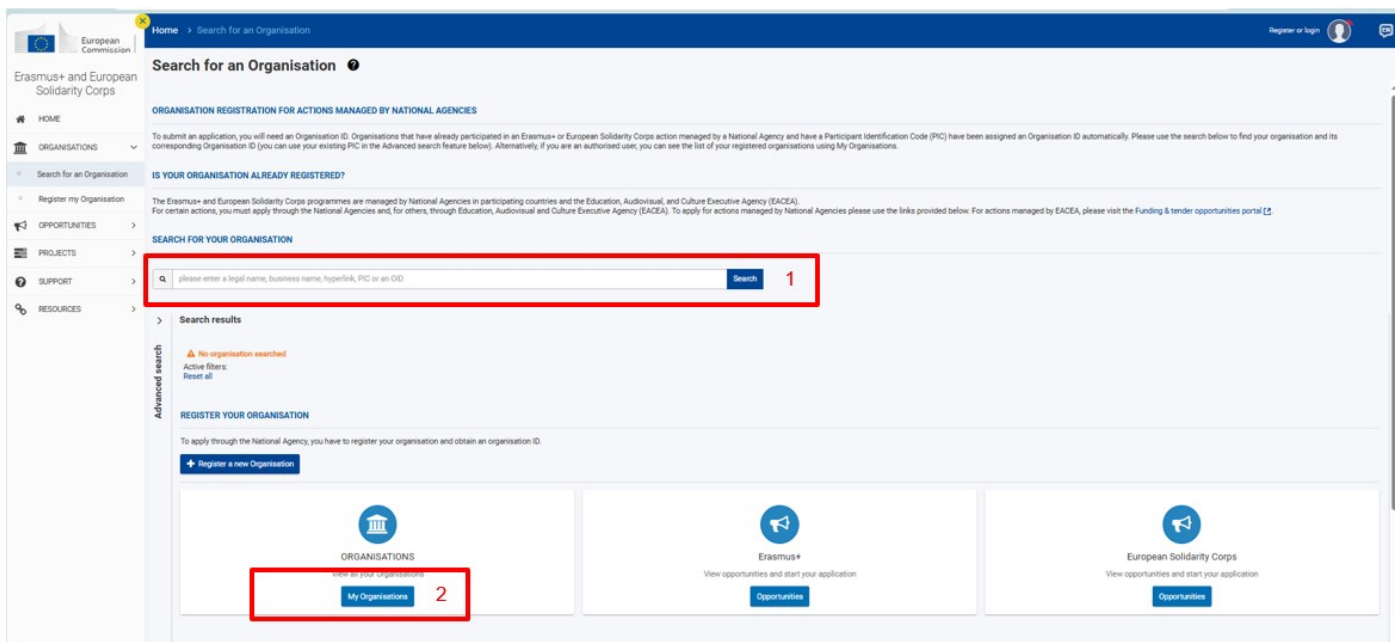 European
Commission
Erasmus+ and European
Solidarity Corps
HOME
ORGANISATIONS
Search for an Organisation
Register my Organisation
OPPORTUNITIES
PROJECTS
SUPPORT
RESOURCES
Home > Search for an Organisation
Register or login
EN
Search for an Organisation
ORGANISATION REGISTRATION FOR ACTIONS MANAGED BY NATIONAL AGENCIES
To submit an application, you will need an Organisation ID. Organisations that have already participated in an Erasmus+ or European Solidarity Corps action managed by a National Agency and have a Participant Identification Code (PIC) have been assigned an Organisation ID automatically. Please use the search below to find your organisation and its
corresponding Organisation ID (you can use your existing PIC in the Advanced search feature below). Alternatively, if you are an authorised user, you can see the list of your registered organisations using My Organisations.
IS YOUR ORGANISATION ALREADY REGISTERED?
The Erasmus+ and European Solidarity Corps programmes are managed by National Agencies in participating countries and the Education, Audiovisual, and Culture Executive Agency (EACEA).
For certain actions, you must apply through the National Agencies and, for others, through Education, Audiovisual and Culture Executive Agency (EACEA). To apply for actions managed by National Agencies please use the links provided below. For actions managed by EACEA, please visit the Funding & tender opportunities portal.
SEARCH FOR YOUR ORGANISATION
please enter a legal name, business name, hyperlink, PIC or an OID
Search
1
Search results
Advanced search
No organisation searched
Active filters:
Reset all
REGISTER YOUR ORGANISATION
To apply through the National Agency, you have to register your organisation and obtain an organisation ID.
+ Register a new Organisation
ORGANISATIONS
View all your Organisations
My Organisations
2
Erasmus+
View opportunities and start your application
Opportunities
European Solidarity Corps
View opportunities and start your application
Opportunities